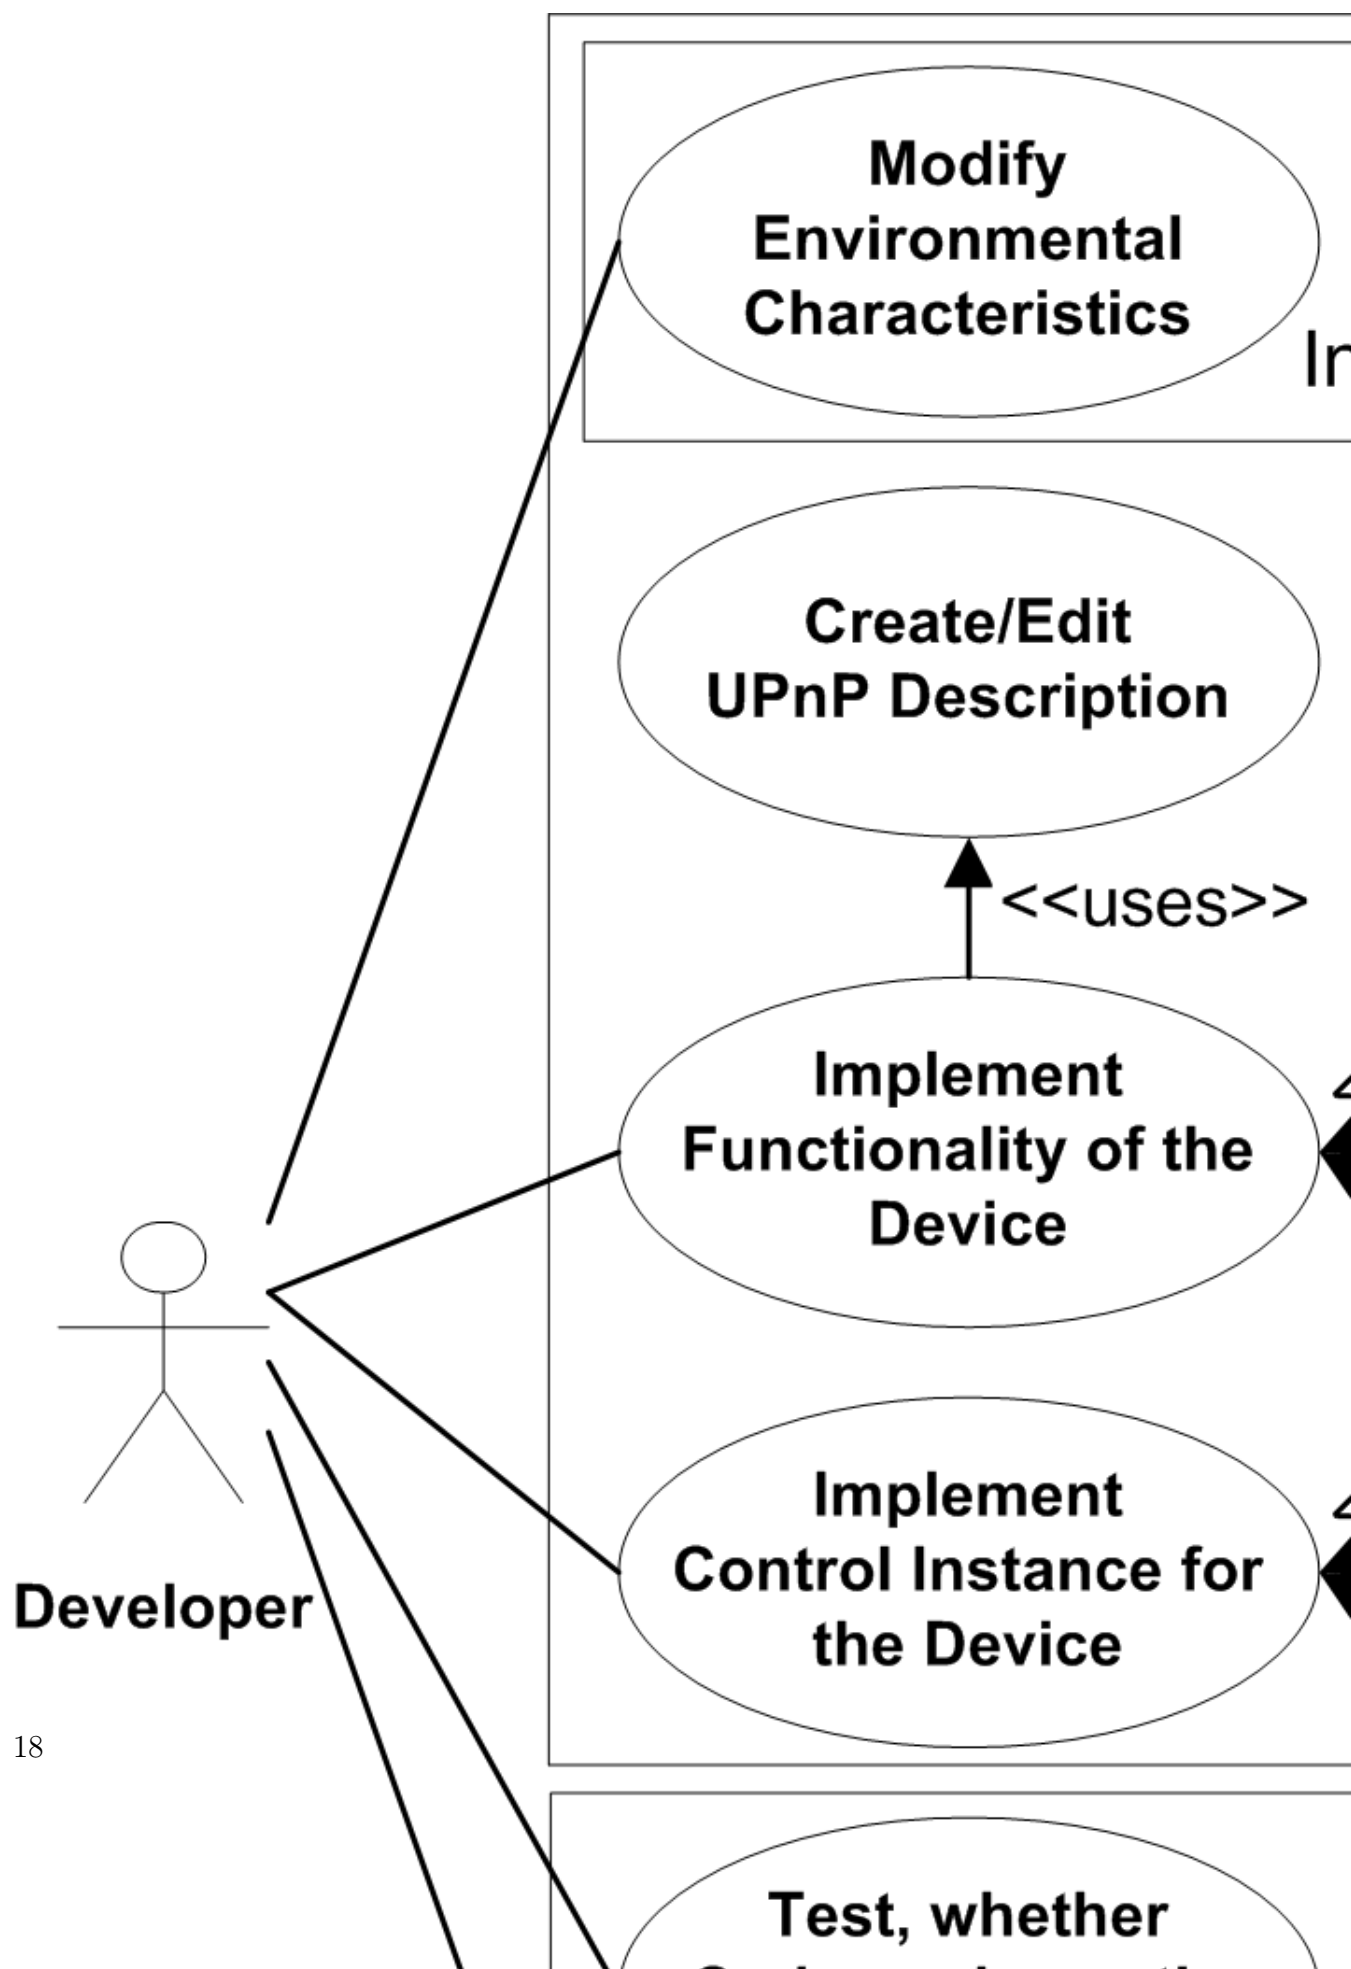 Modify
Environmental
Characteristics
Create/Edit
UPnP Description
<<uses>>
Implement
Functionality of the
Device
Implement
Control Instance for
the Device
Developer
18
Test, whether